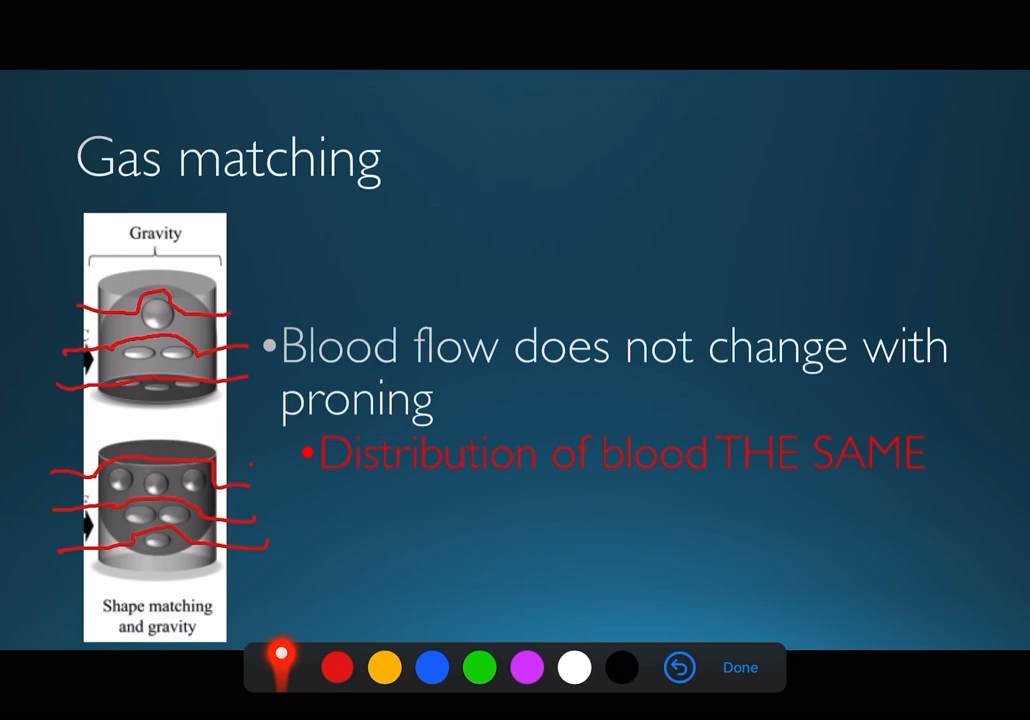 Gas matching
Gravity
•Blood flow does not change with
proning
•Distribution of blood THE SAME
Shape matching
and gravity
Done